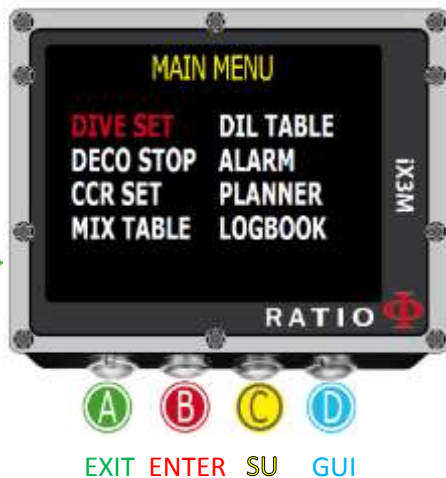 MAIN MENU
DIVE SET DIL TABLE
DECO STOP ALARM
CCR SET PLANNER
MIX TABLE LOGBOOK
iX3M
RATIO
A B C D
EXIT ENTER SU GUI